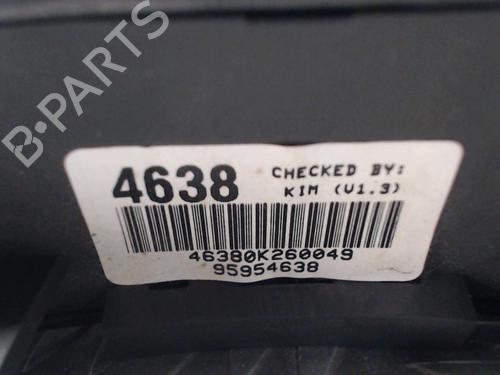 B-PARTS
4638
CHECKED BY:
KIM (V1.3)
46380K260049
95954638